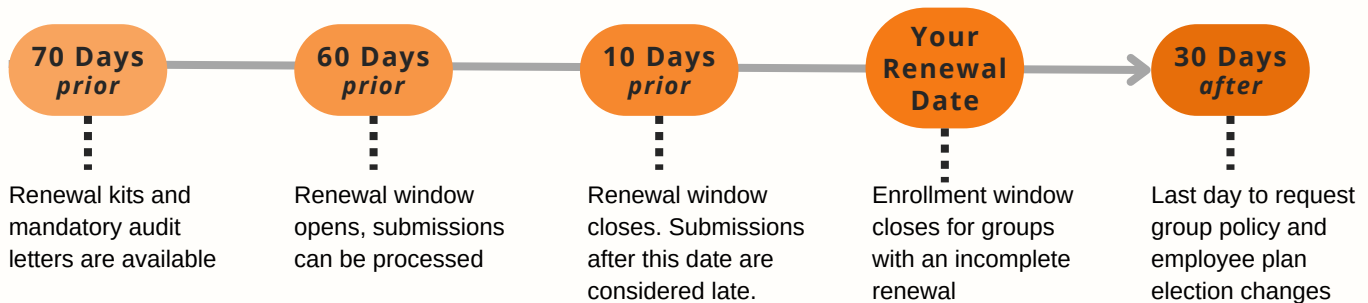 70 Days
prior
60 Days
prior
10 Days
prior
Your
Renewal
Date
30 Days
after
Renewal kits and
mandatory audit
letters are available
Renewal window
opens, submissions
can be processed
Renewal window
closes. Submissions
after this date are
considered late.
Enrollment window
closes for groups
with an incomplete
renewal
Last day to request
group policy and
employee plan
election changes